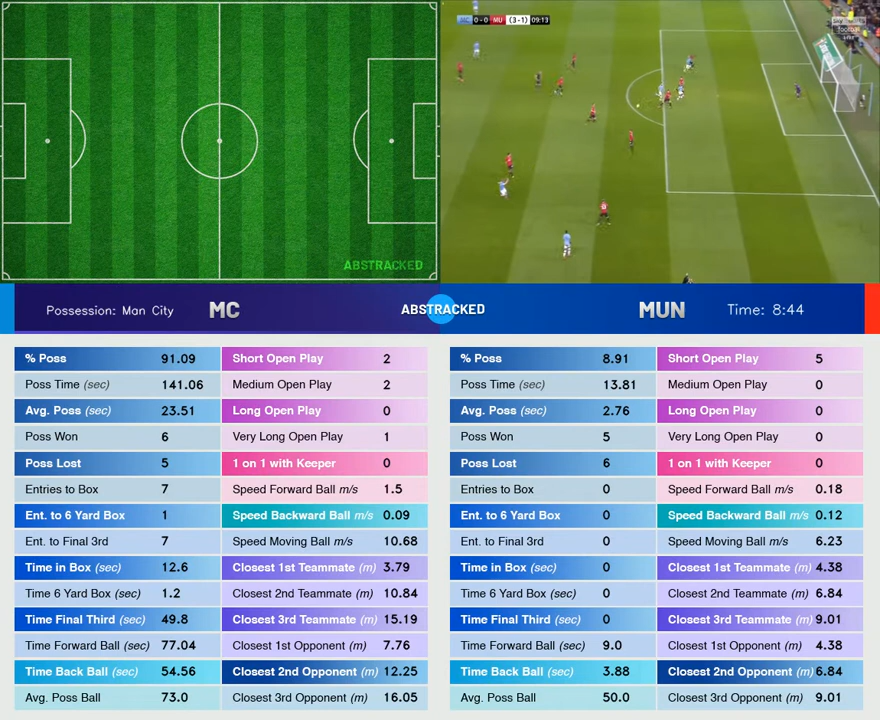 MC 0-0 MU (3-1) 09:13
football
ABSTRACKED
Possession: Man City MC ABSTRACKED MUN Time: 8:44
% Poss 91.09 Short Open Play 2 % Poss 8.91 Short Open Play 5
Poss Time (sec) 141.06 Medium Open Play 2 Poss Time (sec) 13.81 Medium Open Play 0
Avg. Poss (sec) 23.51 Long Open Play 0 Avg. Poss (sec) 2.76 Long Open Play 0
Poss Won 6 Very Long Open Play 1 Poss Won 5 Very Long Open Play 0
Poss Lost 5 1 on 1 with Keeper 0 Poss Lost 6 1 on 1 with Keeper 0
Entries to Box 7 Speed Forward Ball m/s 1.5 Entries to Box 0 Speed Forward Ball m/s 0.18
Ent. to 6 Yard Box 1 Speed Backward Ball m/s 0.09 Ent. to 6 Yard Box 0 Speed Backward Ball m/s 0.12
Ent. to Final 3rd 7 Speed Moving Ball m/s 10.68 Ent. to Final 3rd 0 Speed Moving Ball m/s 6.23
Time in Box (sec) 12.6 Closest 1st Teammate (m) 3.79 Time in Box (sec) 0 Closest 1st Teammate (m) 4.38
Time 6 Yard Box (sec) 1.2 Closest 2nd Teammate (m) 10.84 Time 6 Yard Box (sec) 0 Closest 2nd Teammate (m) 6.84
Time Final Third (sec) 49.8 Closest 3rd Teammate (m) 15.19 Time Final Third (sec) 0 Closest 3rd Teammate (m) 9.01
Time Forward Ball (sec) 77.04 Closest 1st Opponent (m) 7.76 Time Forward Ball (sec) 9.0 Closest 1st Opponent (m) 4.38
Time Back Ball (sec) 54.56 Closest 2nd Opponent (m) 12.25 Time Back Ball (sec) 3.88 Closest 2nd Opponent (m) 6.84
Avg. Poss Ball 73.0 Closest 3rd Opponent (m) 16.05 Avg. Poss Ball 50.0 Closest 3rd Opponent (m) 9.01